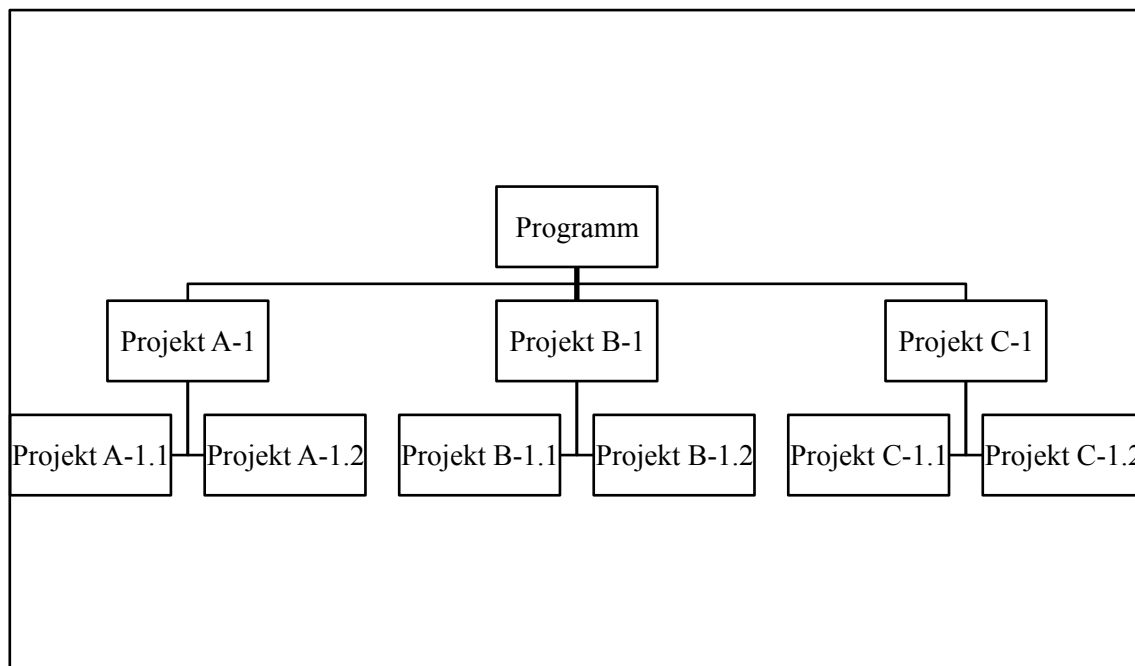 Programm
Projekt A-1
Projekt B-1
Projekt C-1
Projekt A-1.1
Projekt A-1.2
Projekt B-1.1
Projekt B-1.2
Projekt C-1.1
Projekt C-1.2